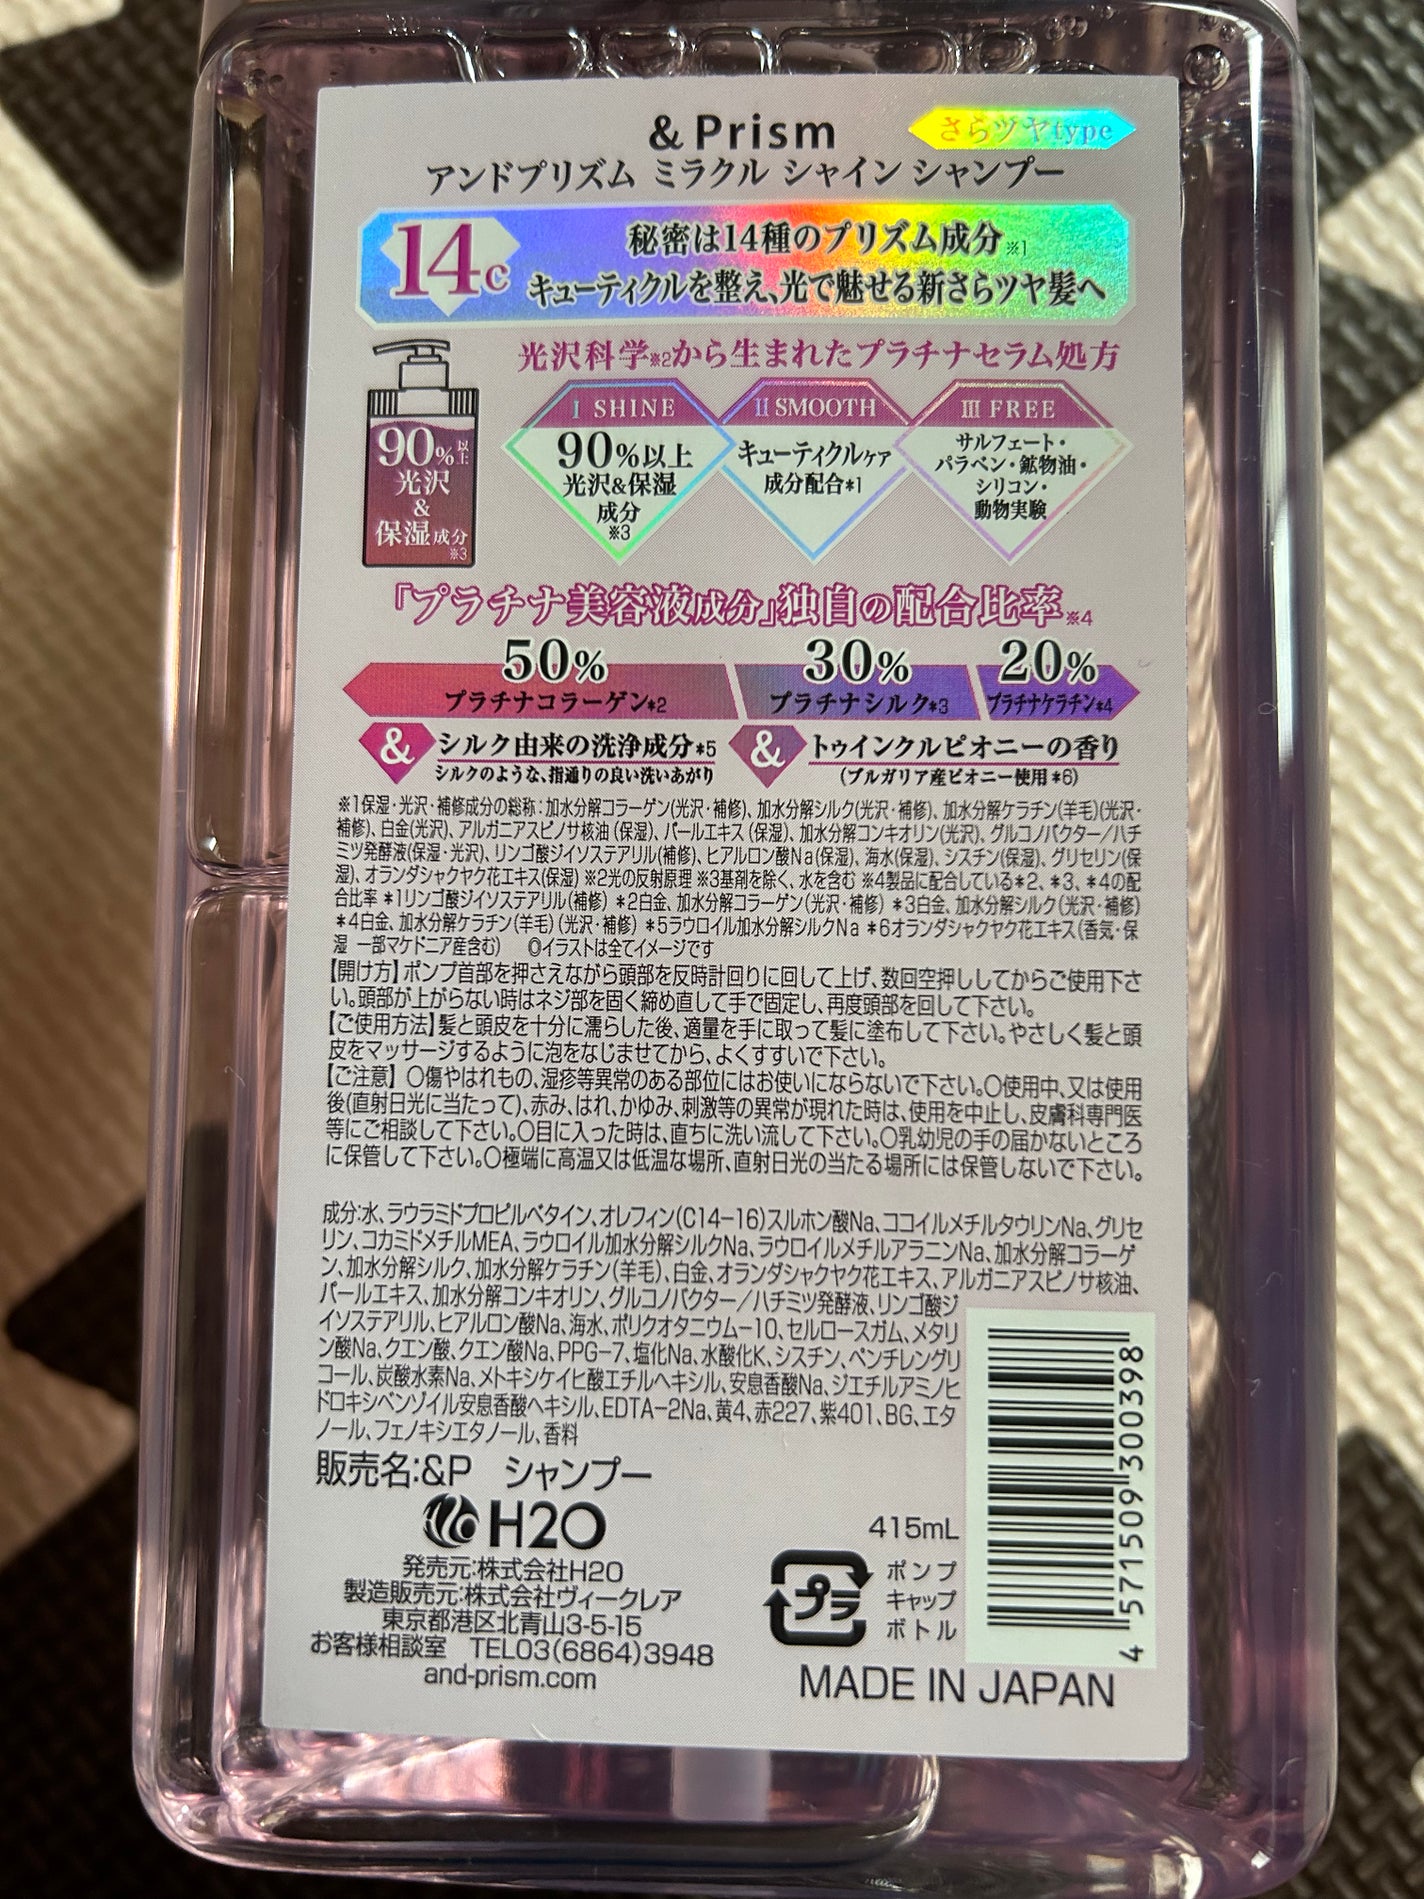 & Prism
さらツヤtype
アンドプリズム ミラクル シャイン シャンプー
14c
秘密は14種のプリズム成分※1
キューティクルを整え、光で魅せる新さらツヤ髪へ
90%以上
光沢
&
保湿成分
※3
光沢科学※2から生まれたプラチナセラム処方
I SHINE
90%以上
光沢&保湿
成分
※3
II SMOOTH
キューティクルケア
成分配合*1
III FREE
サルフェート・
パラベン・鉱物油・
シリコン・
動物実験
「プラチナ美容液成分」独自の配合比率※4
50%
プラチナコラーゲン*2
30%
プラチナシルク*3
20%
プラチナケラチン*4
& シルク由来の洗浄成分*5
シルクのような、指通りの良い洗いあがり
& トゥインクルピオニーの香り
(ブルガリア産ピオニー使用*6)
※1保湿・光沢・補修成分の総称:加水分解コラーゲン(光沢・補修)、加水分解シルク(光沢・補修)、加水分解ケラチン(羊毛)(光沢・
補修)、白金(光沢)、アルガニアスピノサ核油(保湿)、パールエキス(保湿)、加水分解コンキオリン(光沢)、グルコノバクター/ハチ
ミツ発酵液(保湿・光沢)、リンゴ酸ジイソステアリル(補修)、ヒアルロン酸Na(保湿)、海水(保湿)、シスチン(保湿)、グリセリン(保
湿)、オランダシャクヤク花エキス(保湿) ※2光の反射原理 ※3基剤を除く、水を含む ※4製品に配合している*2、*3、*4の配
合比率 *1リンゴ酸ジイソステアリル(補修) *2白金、加水分解コラーゲン(光沢・補修) *3白金、加水分解シルク(光沢・補修)
*4白金、加水分解ケラチン(羊毛)(光沢・補修) *5ラウロイル加水分解シルクNa *6オランダシャクヤク花エキス(香気・保
湿 一部マケドニア産含む) ◎イラストは全てイメージです
【開け方】ポンプ首部を押さえながら頭部を反時計回りに回して上げ、数回空押ししてからご使用下さ
い。頭部が上がらない時はネジ部を固く締め直して手で固定し、再度頭部を回して下さい。
【ご使用方法】髪と頭皮を十分に濡らした後、適量を手に取って髪に塗布して下さい。やさしく髪と頭
皮をマッサージするように泡をなじませてから、よくすすいで下さい。
【ご注意】〇傷やはれもの、湿疹等異常のある部位にはお使いにならないで下さい。〇使用中、又は使用
後(直射日光に当たって)、赤み、はれ、かゆみ、刺激等の異常が現れた時は、使用を中止し、皮膚科専門医
等にご相談して下さい。〇目に入った時は、直ちに洗い流して下さい。〇乳幼児の手の届かないところ
に保管して下さい。〇極端に高温又は低温な場所、直射日光の当たる場所には保管しないで下さい。
成分:水、ラウラミドプロピルベタイン、オレフィン(C14-16)スルホン酸Na、ココイルメチルタウリンNa、グリセ
リン、コカミドメチルMEA、ラウロイル加水分解シルクNa、ラウロイルメチルアラニンNa、加水分解コラーゲ
ン、加水分解シルク、加水分解ケラチン(羊毛)、白金、オランダシャクヤク花エキス、アルガニアスピノサ核油、
パールエキス、加水分解コンキオリン、グルコノバクター/ハチミツ発酵液、リンゴ酸ジ
イソステアリル、ヒアルロン酸Na、海水、ポリクオタニウム-10、セルロースガム、メタリ
ン酸Na、クエン酸、クエン酸Na、PPG-7、塩化Na、水酸化K、シスチン、ペンチレングリ
コール、炭酸水素Na、メトキシケイヒ酸エチルヘキシル、安息香酸Na、ジエチルアミノヒ
ドロキシベンゾイル安息香酸ヘキシル、EDTA-2Na、黄4、赤227、紫401、BG、エタ
ノール、フェノキシエタノール、香料
販売名:&P シャンプー
H2O
発売元:株式会社H2O
製造販売元:株式会社ヴィークレア
東京都港区北青山3-5-15
お客様相談室 TEL03(6864)3948
and-prism.com
415mL
プラ
ポンプ
キャップ
ボトル
MADE IN JAPAN
4 571509 300398